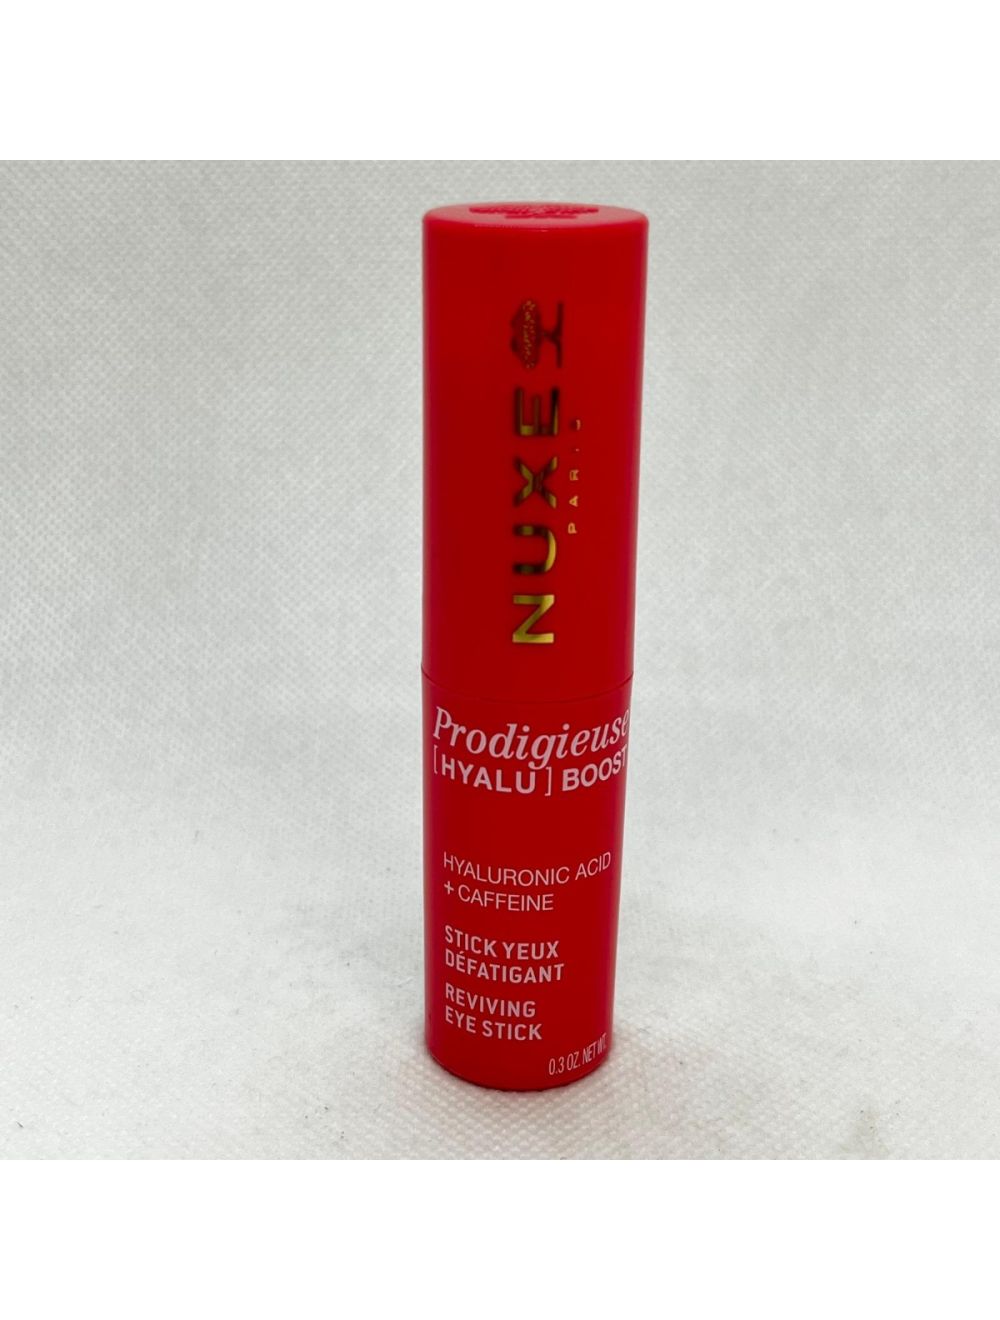 NUXE
PARIS
Prodigieuse
[HYALU] BOOST
HYALURONIC ACID
+ CAFFEINE
STICK YEUX
DÉFATIGANT
REVIVING
EYE STICK
0.3 OZ. NET WT.